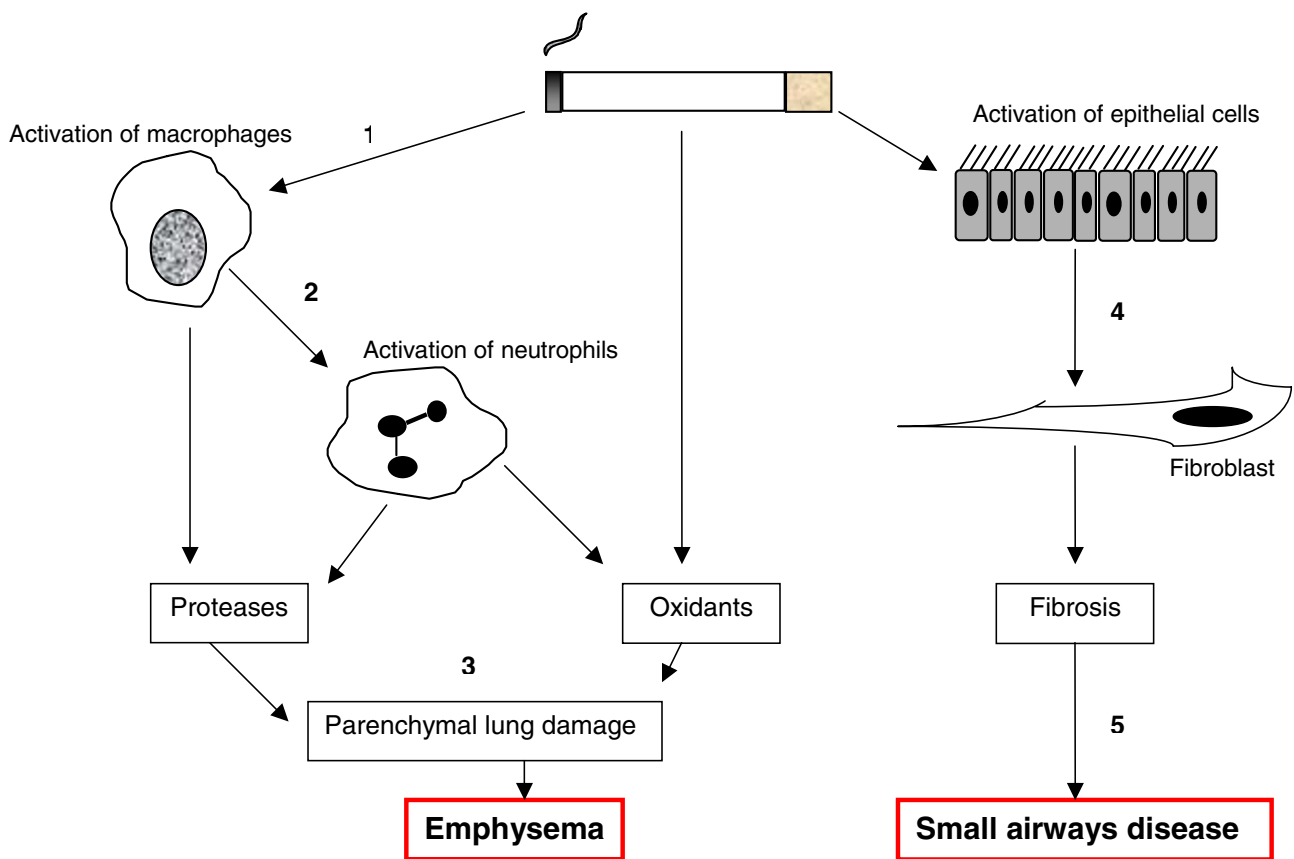 Activation of macrophages
1
Activation of epithelial cells
2
4
Activation of neutrophils
Fibroblast
Proteases
Oxidants
Fibrosis
3
Parenchymal lung damage
5
Emphysema
Small airways disease